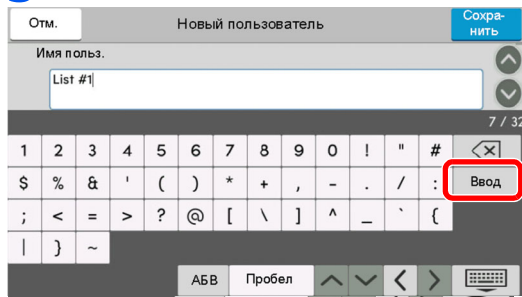 Отм.
Новый пользователь
Сохра-
нить
Имя польз.
List #1
7 / 32
1 2 3 4 5 6 7 8 9 0 ! " #
$ % & ' ( ) * + , - . / : Ввод
; < = > ? @ [ \ ] ^ _ ` {
| } ~
АБВ Пробел